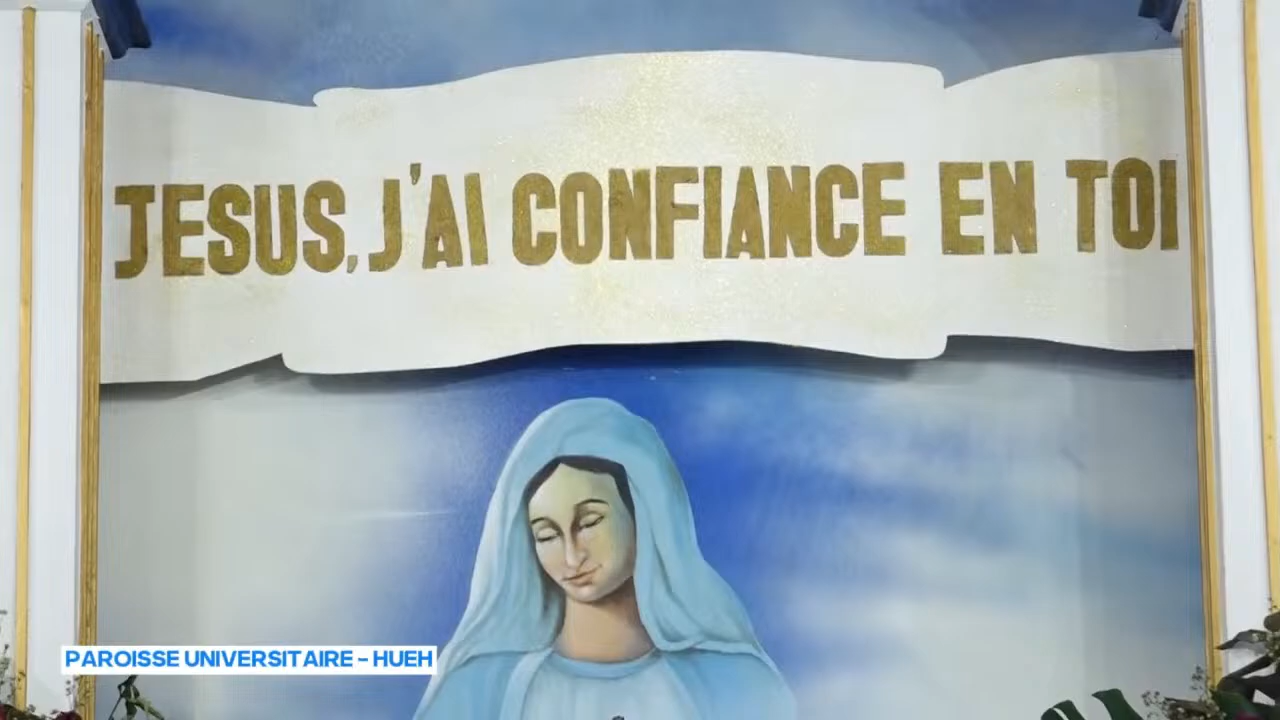 JESUS, J'AI CONFIANCE EN TOI
PAROISSE UNIVERSITAIRE - HUEH